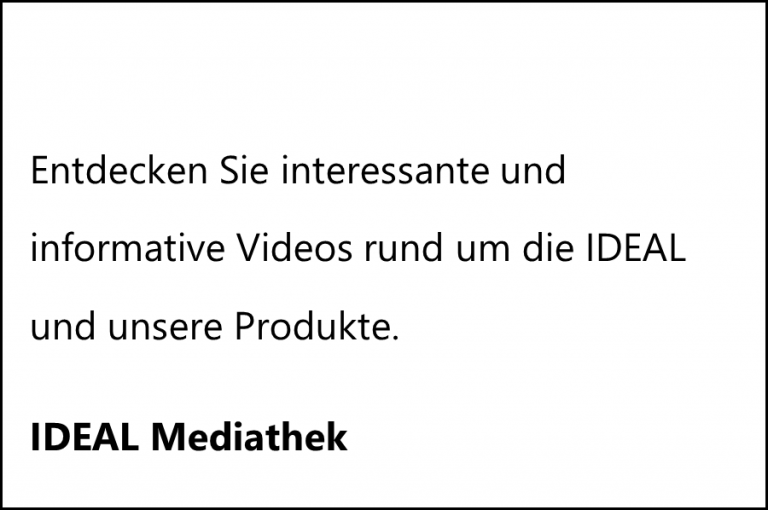 Entdecken Sie interessante und
informative Videos rund um die IDEAL
und unsere Produkte.
IDEAL Mediathek